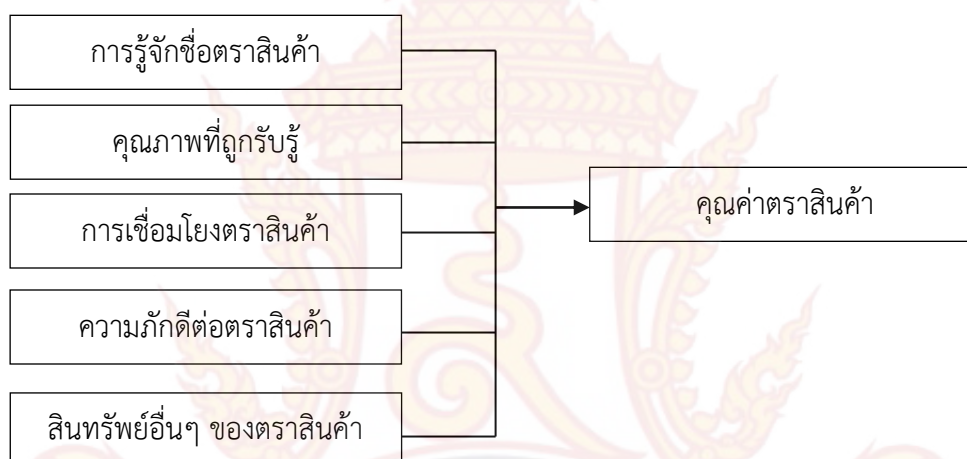 การรู้จักชื่อตราสินค้า
คุณภาพที่ถูกรับรู้
การเชื่อมโยงตราสินค้า
ความภักดีต่อตราสินค้า
สินทรัพย์อื่นๆ ของตราสินค้า
คุณค่าตราสินค้า